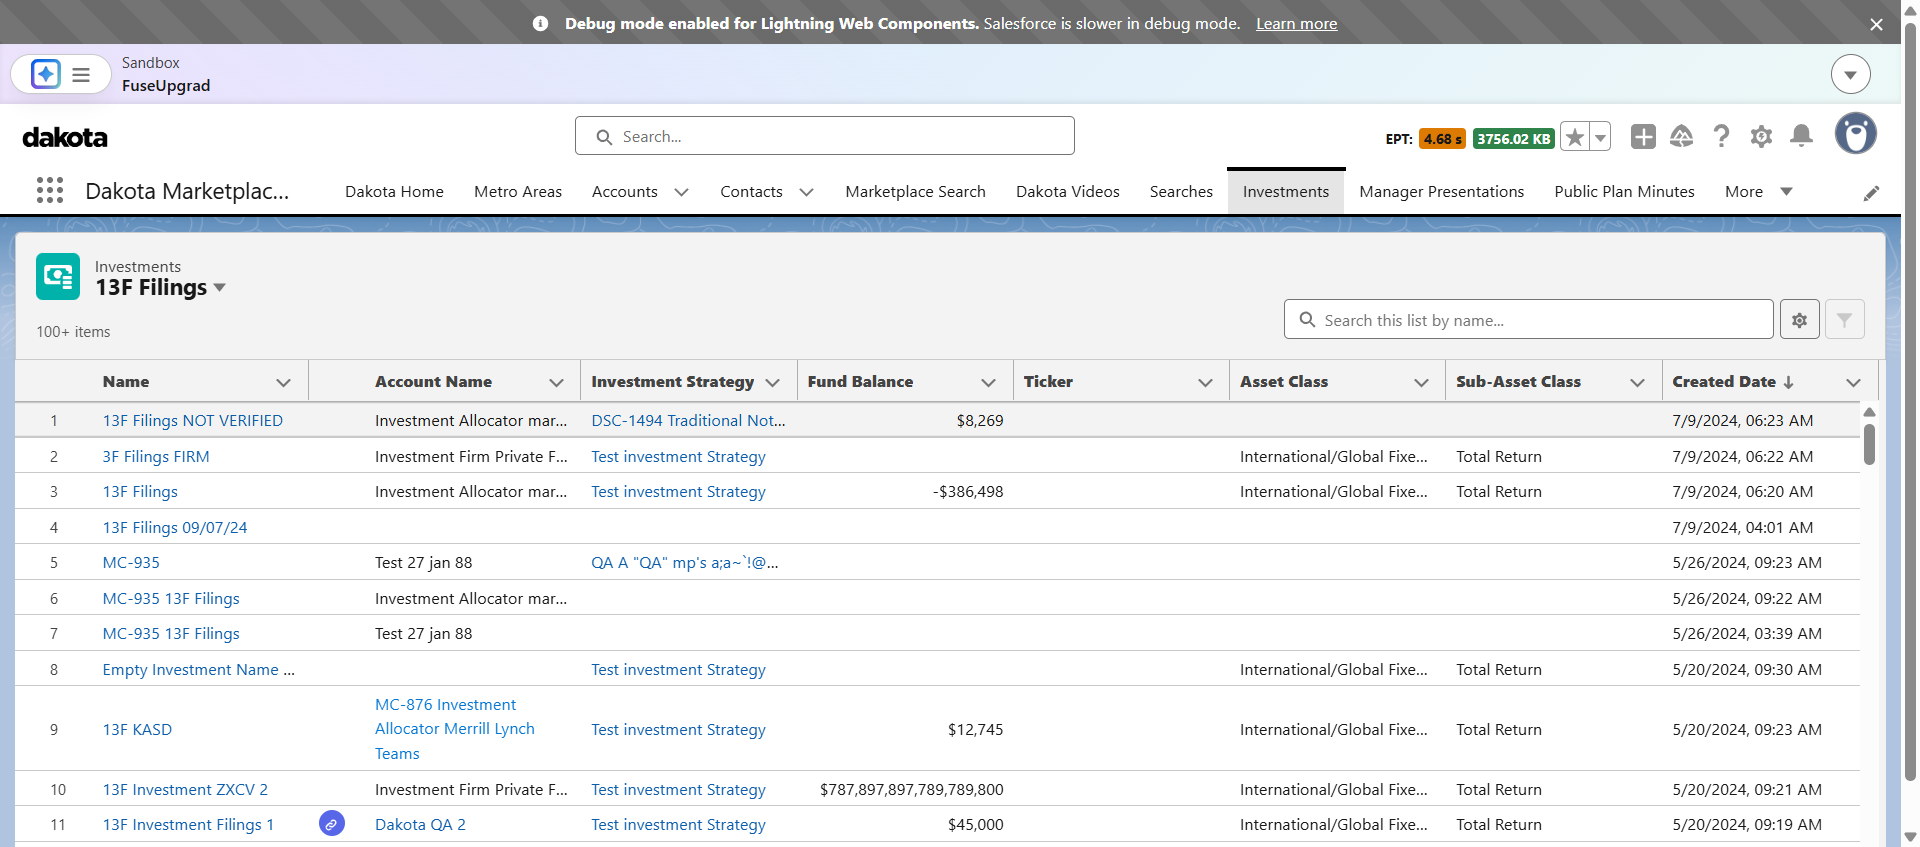 Debug mode enabled for Lightning Web Components. Salesforce is slower in debug mode. Learn more
Sandbox
FuseUpgrad
dakota
Search...
EPT: 4.68 s 3756.02 KB
Dakota Marketplac... Dakota Home Metro Areas Accounts Contacts Marketplace Search Dakota Videos Searches Investments Manager Presentations Public Plan Minutes More
Investments
13F Filings
100+ items
Search this list by name...
Name Account Name Investment Strategy Fund Balance Ticker Asset Class Sub-Asset Class Created Date
1 13F Filings NOT VERIFIED Investment Allocator mar... DSC-1494 Traditional Not... $8,269 7/9/2024, 06:23 AM
2 3F Filings FIRM Investment Firm Private F... Test investment Strategy International/Global Fixe... Total Return 7/9/2024, 06:22 AM
3 13F Filings Investment Allocator mar... Test investment Strategy -$386,498 International/Global Fixe... Total Return 7/9/2024, 06:20 AM
4 13F Filings 09/07/24 7/9/2024, 04:01 AM
5 MC-935 Test 27 jan 88 QA A "QA" mp's a;a~`!@... 5/26/2024, 09:23 AM
6 MC-935 13F Filings Investment Allocator mar... 5/26/2024, 09:22 AM
7 MC-935 13F Filings Test 27 jan 88 5/26/2024, 03:39 AM
8 Empty Investment Name ... Test investment Strategy International/Global Fixe... Total Return 5/20/2024, 09:30 AM
9 13F KASD MC-876 Investment Allocator Merrill Lynch Teams Test investment Strategy $12,745 International/Global Fixe... Total Return 5/20/2024, 09:23 AM
10 13F Investment ZXCV 2 Investment Firm Private F... Test investment Strategy $787,897,897,789,789,800 International/Global Fixe... Total Return 5/20/2024, 09:21 AM
11 13F Investment Filings 1 Dakota QA 2 Test investment Strategy $45,000 International/Global Fixe... Total Return 5/20/2024, 09:19 AM